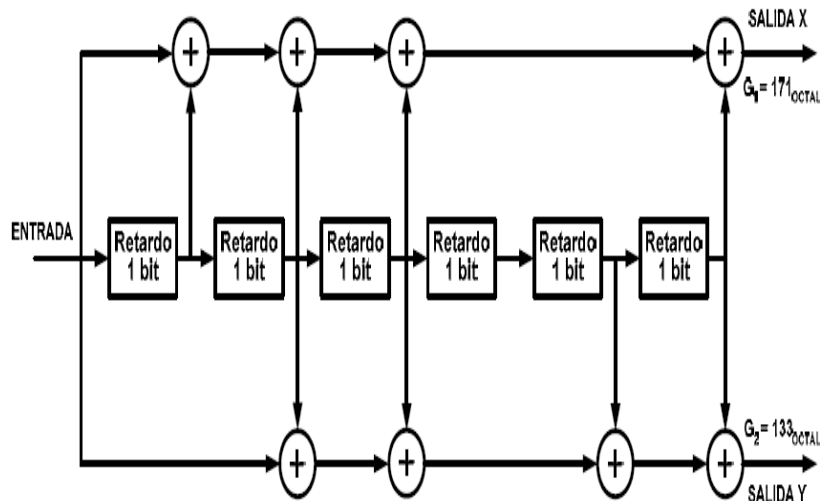 SALIDA X
G1 = 171OCTAL
ENTRADA
Retardo
1 bit
Retardo
1 bit
Retardo
1 bit
Retardo
1 bit
Retardo
1 bit
Retardo
1 bit
G2 = 133OCTAL
SALIDA Y